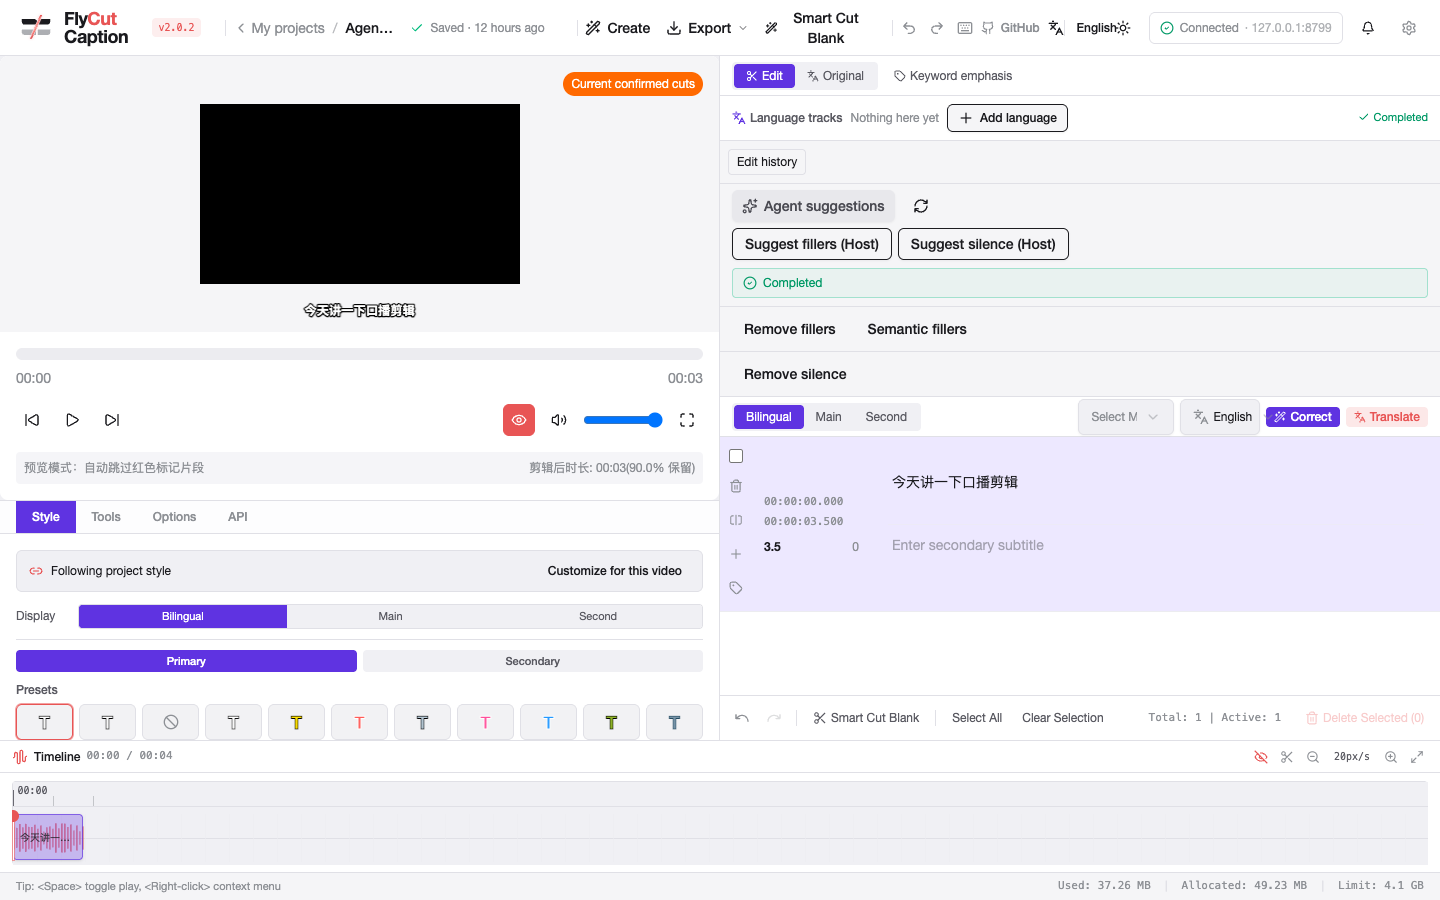 FlyCut Caption
v2.0.2
My projects / Agen...
Saved · 12 hours ago
Create
Export
Smart Cut Blank
GitHub
English
Connected · 127.0.0.1:8799
Current confirmed cuts
今天讲一下口播剪辑
00:00
00:03
预览模式：自动跳过红色标记片段
剪辑后时长: 00:03(90.0% 保留)
Style
Tools
Options
API
Following project style
Customize for this video
Display
Bilingual
Main
Second
Primary
Secondary
Presets
T T T T T T T T T T
Edit
Original
Keyword emphasis
Language tracks
Nothing here yet
Add language
Completed
Edit history
Agent suggestions
Suggest fillers (Host)
Suggest silence (Host)
Completed
Remove fillers
Semantic fillers
Remove silence
Bilingual
Main
Second
Select M
English
Correct
Translate
今天讲一下口播剪辑
00:00:00.000
00:00:03.500
3.5
0
Enter secondary subtitle
Smart Cut Blank
Select All
Clear Selection
Total: 1 | Active: 1
Delete Selected (0)
Timeline
00:00 / 00:04
20px/s
00:00
今天讲一...
Tip: <Space> toggle play, <Right-click> context menu
Used: 37.26 MB
Allocated: 49.23 MB
Limit: 4.1 GB